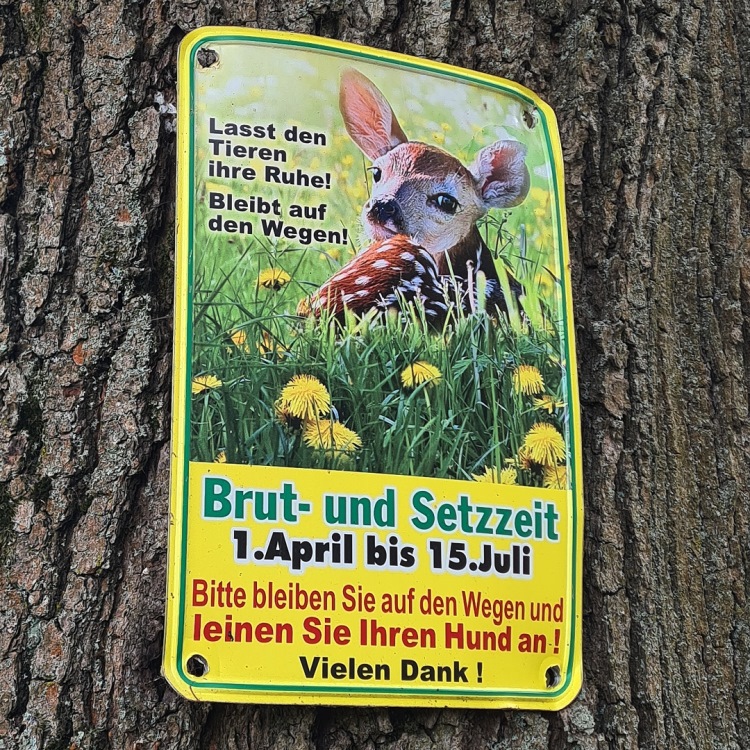 Lasst den
Tieren
ihre Ruhe!
Bleibt auf
den Wegen!
Brut- und Setzzeit
1.April bis 15.Juli
Bitte bleiben Sie auf den Wegen und
leinen Sie Ihren Hund an !
Vielen Dank !